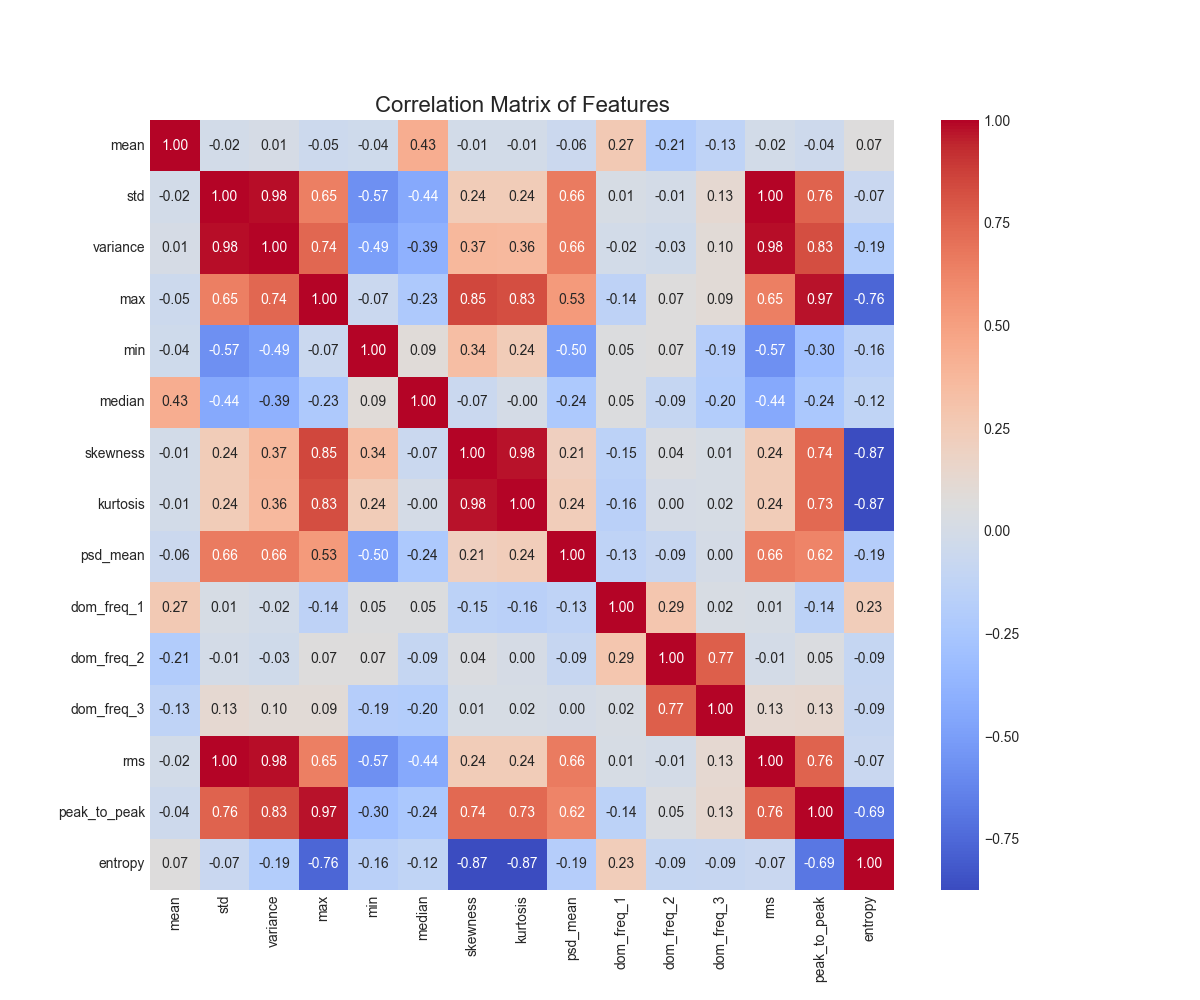 Correlation Matrix of Features
mean 1.00 -0.02 0.01 -0.05 -0.04 0.43 -0.01 -0.01 -0.06 0.27 -0.21 -0.13 -0.02 -0.04 0.07
std -0.02 1.00 0.98 0.65 -0.57 -0.44 0.24 0.24 0.66 0.01 -0.01 0.13 1.00 0.76 -0.07
variance 0.01 0.98 1.00 0.74 -0.49 -0.39 0.37 0.36 0.66 -0.02 -0.03 0.10 0.98 0.83 -0.19
max -0.05 0.65 0.74 1.00 -0.07 -0.23 0.85 0.83 0.53 -0.14 0.07 0.09 0.65 0.97 -0.76
min -0.04 -0.57 -0.49 -0.07 1.00 0.09 0.34 0.24 -0.50 0.05 0.07 -0.19 -0.57 -0.30 -0.16
median 0.43 -0.44 -0.39 -0.23 0.09 1.00 -0.07 -0.00 -0.24 0.05 -0.09 -0.20 -0.44 -0.24 -0.12
skewness -0.01 0.24 0.37 0.85 0.34 -0.07 1.00 0.98 0.21 -0.15 0.04 0.01 0.24 0.74 -0.87
kurtosis -0.01 0.24 0.36 0.83 0.24 -0.00 0.98 1.00 0.24 -0.16 0.00 0.02 0.24 0.73 -0.87
psd_mean -0.06 0.66 0.66 0.53 -0.50 -0.24 0.21 0.24 1.00 -0.13 -0.09 0.00 0.66 0.62 -0.19
dom_freq_1 0.27 0.01 -0.02 -0.14 0.05 0.05 -0.15 -0.16 -0.13 1.00 0.29 0.02 0.01 -0.14 0.23
dom_freq_2 -0.21 -0.01 -0.03 0.07 0.07 -0.09 0.04 0.00 -0.09 0.29 1.00 0.77 -0.01 0.05 -0.09
dom_freq_3 -0.13 0.13 0.10 0.09 -0.19 -0.20 0.01 0.02 0.00 0.02 0.77 1.00 0.13 0.13 -0.09
rms -0.02 1.00 0.98 0.65 -0.57 -0.44 0.24 0.24 0.66 0.01 -0.01 0.13 1.00 0.76 -0.07
peak_to_peak -0.04 0.76 0.83 0.97 -0.30 -0.24 0.74 0.73 0.62 -0.14 0.05 0.13 0.76 1.00 -0.69
entropy 0.07 -0.07 -0.19 -0.76 -0.16 -0.12 -0.87 -0.87 -0.19 0.23 -0.09 -0.09 -0.07 -0.69 1.00
mean std variance max min median skewness kurtosis psd_mean dom_freq_1 dom_freq_2 dom_freq_3 rms peak_to_peak entropy
1.00
0.75
0.50
0.25
0.00
−0.25
−0.50
−0.75